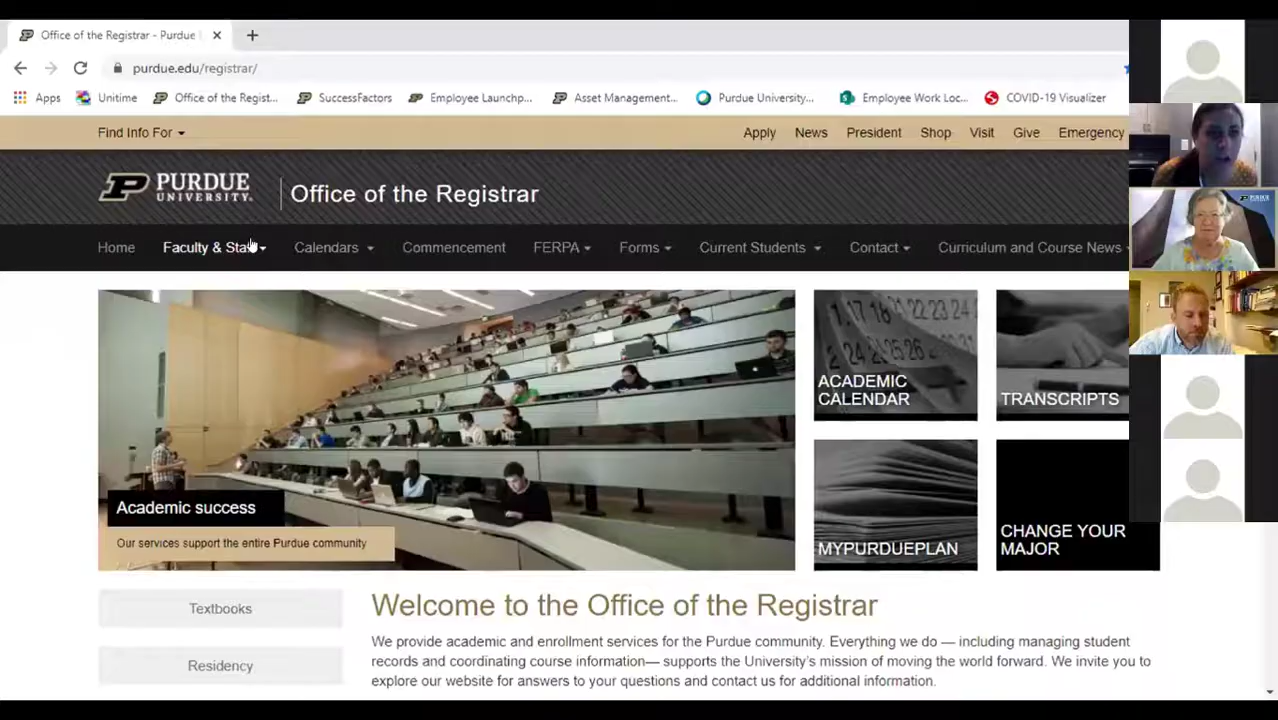 Office of the Registrar - Purdue
purdue.edu/registrar/
Apps Unitime Office of the Regist... SuccessFactors Employee Launchp... Asset Management... Purdue University... Employee Work Loc... COVID-19 Visualizer
Find Info For Apply News President Shop Visit Give Emergency
PURDUE UNIVERSITY. Office of the Registrar
Home Faculty & Staff Calendars Commencement FERPA Forms Current Students Contact Curriculum and Course News
ACADEMIC
CALENDAR
TRANSCRIPTS
Academic success
Our services support the entire Purdue community
MYPURDUEPLAN
CHANGE YOUR
MAJOR
Textbooks
Residency
Welcome to the Office of the Registrar
We provide academic and enrollment services for the Purdue community. Everything we do — including managing student
records and coordinating course information— supports the University's mission of moving the world forward. We invite you to
explore our website for answers to your questions and contact us for additional information.